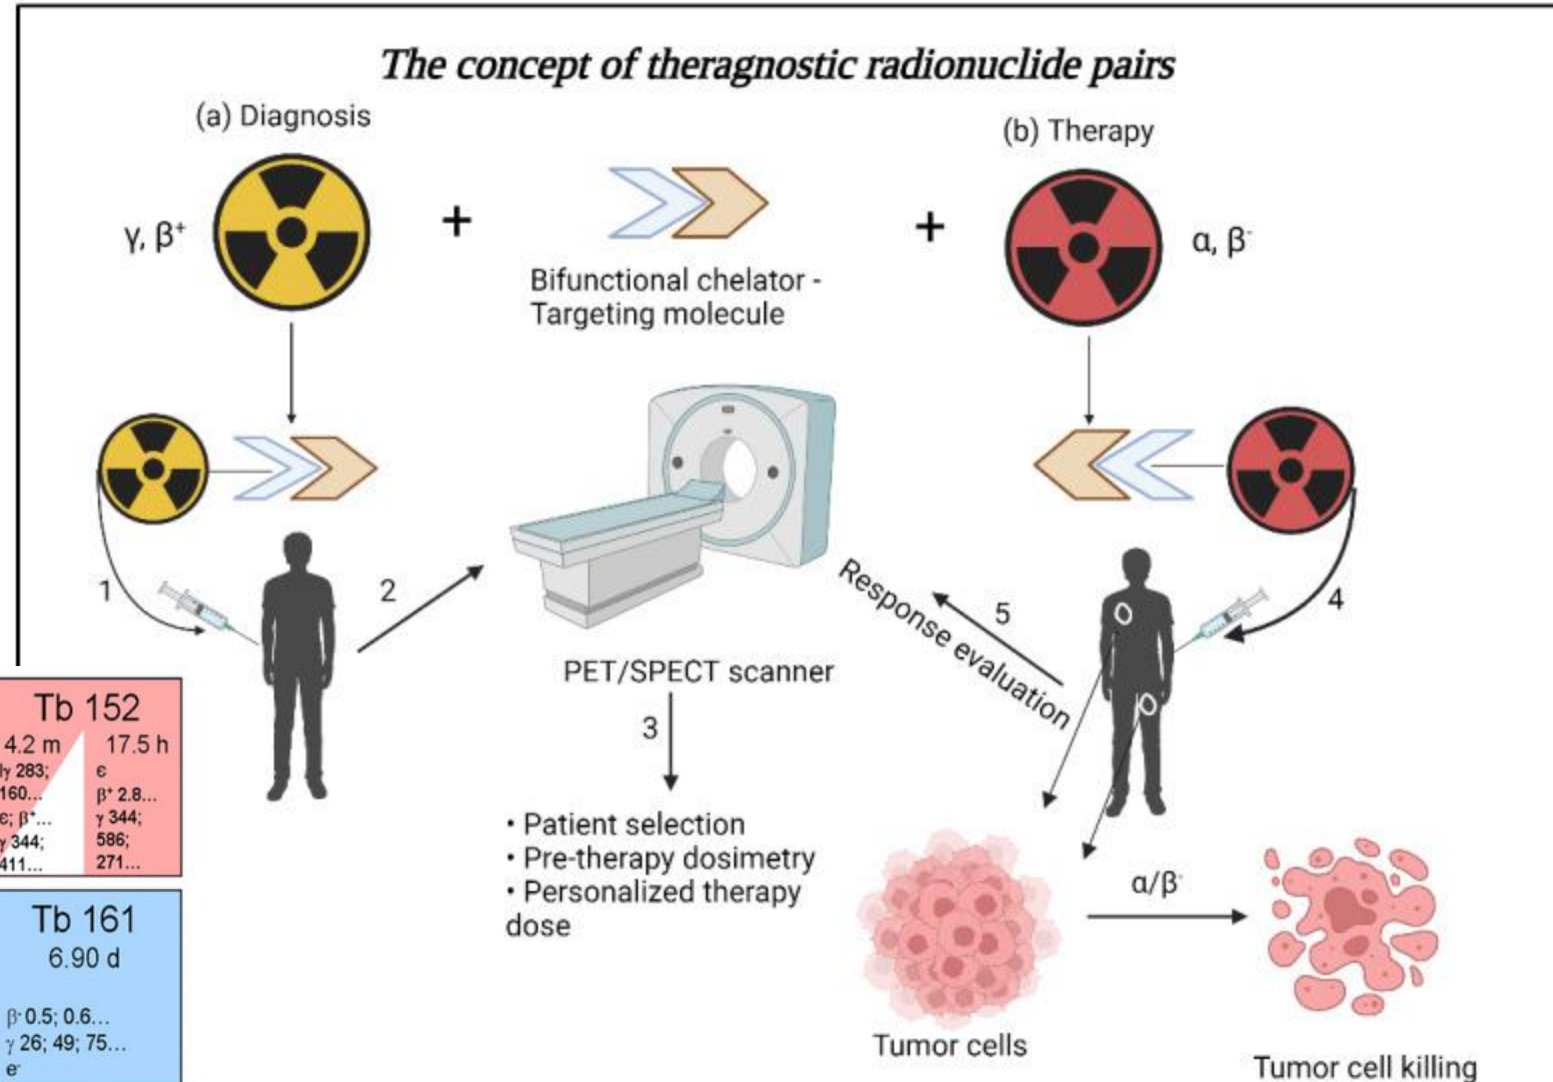 The concept of theragnostic radionuclide pairs
(a) Diagnosis
(b) Therapy
γ, β⁺
+
+
α, β⁻
Bifunctional chelator -
Targeting molecule
1
2
PET/SPECT scanner
3
• Patient selection
• Pre-therapy dosimetry
• Personalized therapy
dose
4
5
Response evaluation
α/β⁻
Tumor cells
Tumor cell killing
Tb 152
4.2 m
Iγ 283;
160...
ϵ; β⁺...
γ 344;
411...
17.5 h
ϵ
β⁺ 2.8...
γ 344;
586;
271...
Tb 161
6.90 d
β⁻ 0.5; 0.6...
γ 26; 49; 75...
e⁻